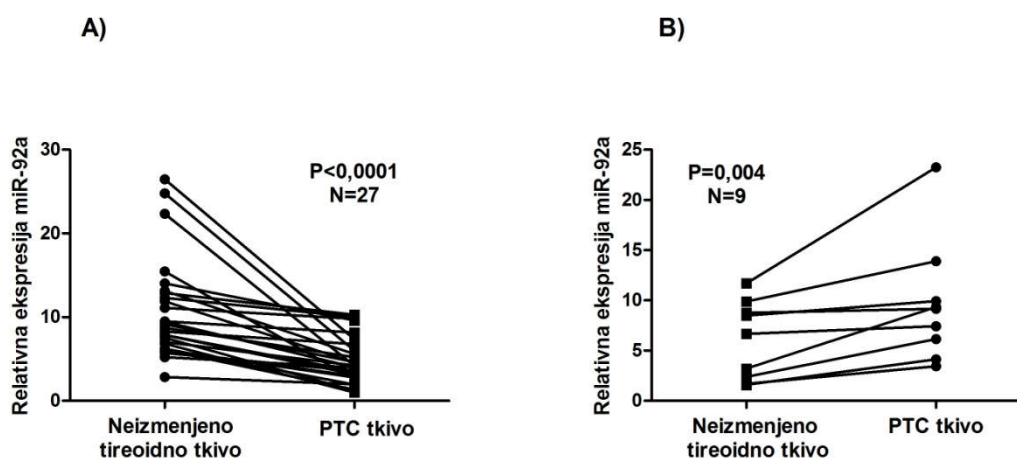 A)
Relativna ekspresija miR-92a
30
20
10
0
P<0,0001
N=27
Neizmenjeno
tireoidno tkivo
PTC tkivo
B)
Relativna ekspresija miR-92a
25
20
15
10
5
0
P=0,004
N=9
Neizmenjeno
tireoidno tkivo
PTC tkivo